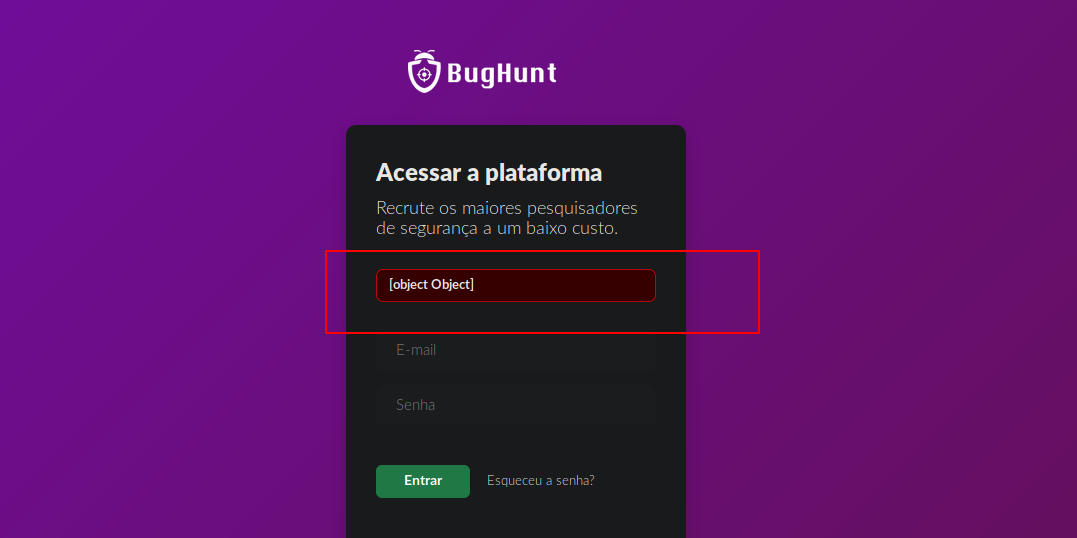 BugHunt
Acessar a plataforma
Recrute os maiores pesquisadores
de segurança a um baixo custo.
[object Object]
E-mail
Senha
Entrar
Esqueceu a senha?